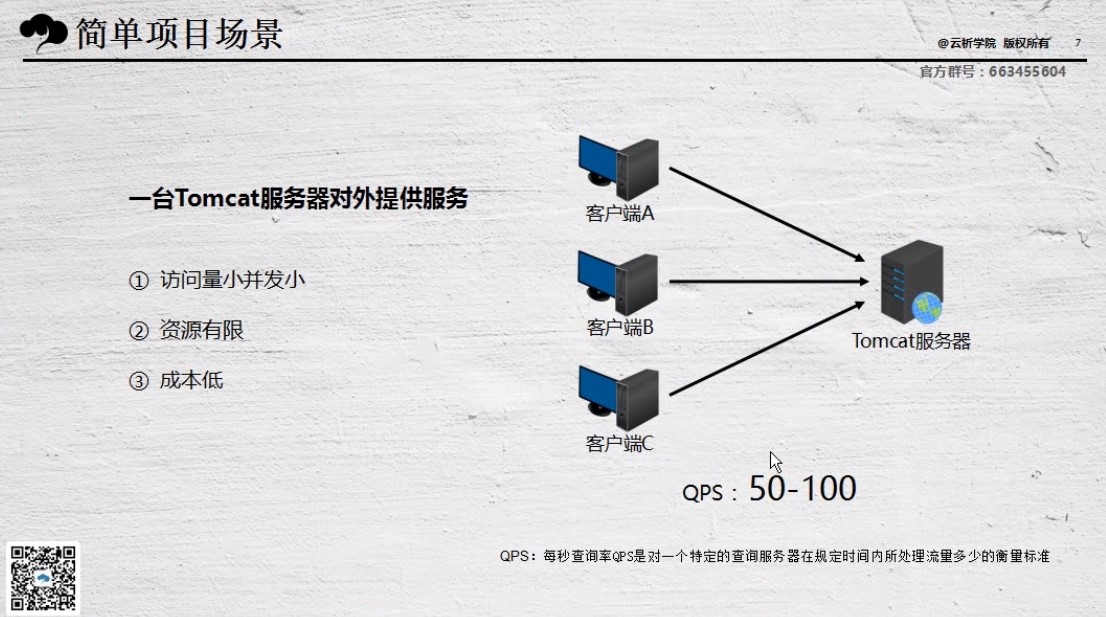 简单项目场景
@云析学院 版权所有 7
官方群号：663455604
一台Tomcat服务器对外提供服务
① 访问量小并发小
② 资源有限
③ 成本低
客户端A
客户端B
客户端C
Tomcat服务器
QPS：50-100
QPS：每秒查询率QPS是对一个特定的查询服务器在规定时间内所处理流量多少的衡量标准